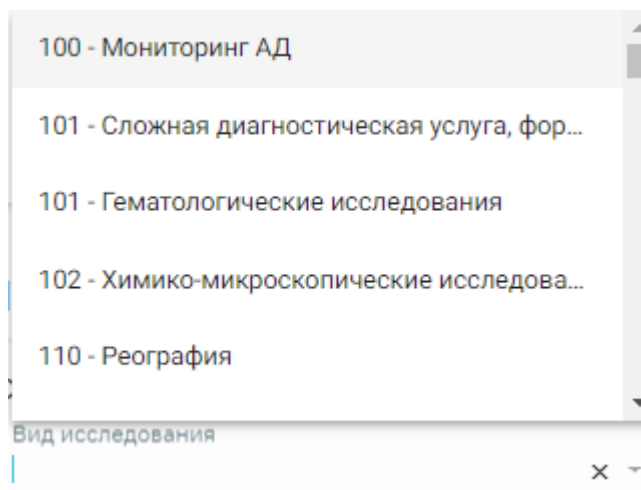 100 - Мониторинг АД
101 - Сложная диагностическая услуга, фор...
101 - Гематологические исследования
102 - Химико-микроскопические исследова...
110 - Реография
Вид исследования